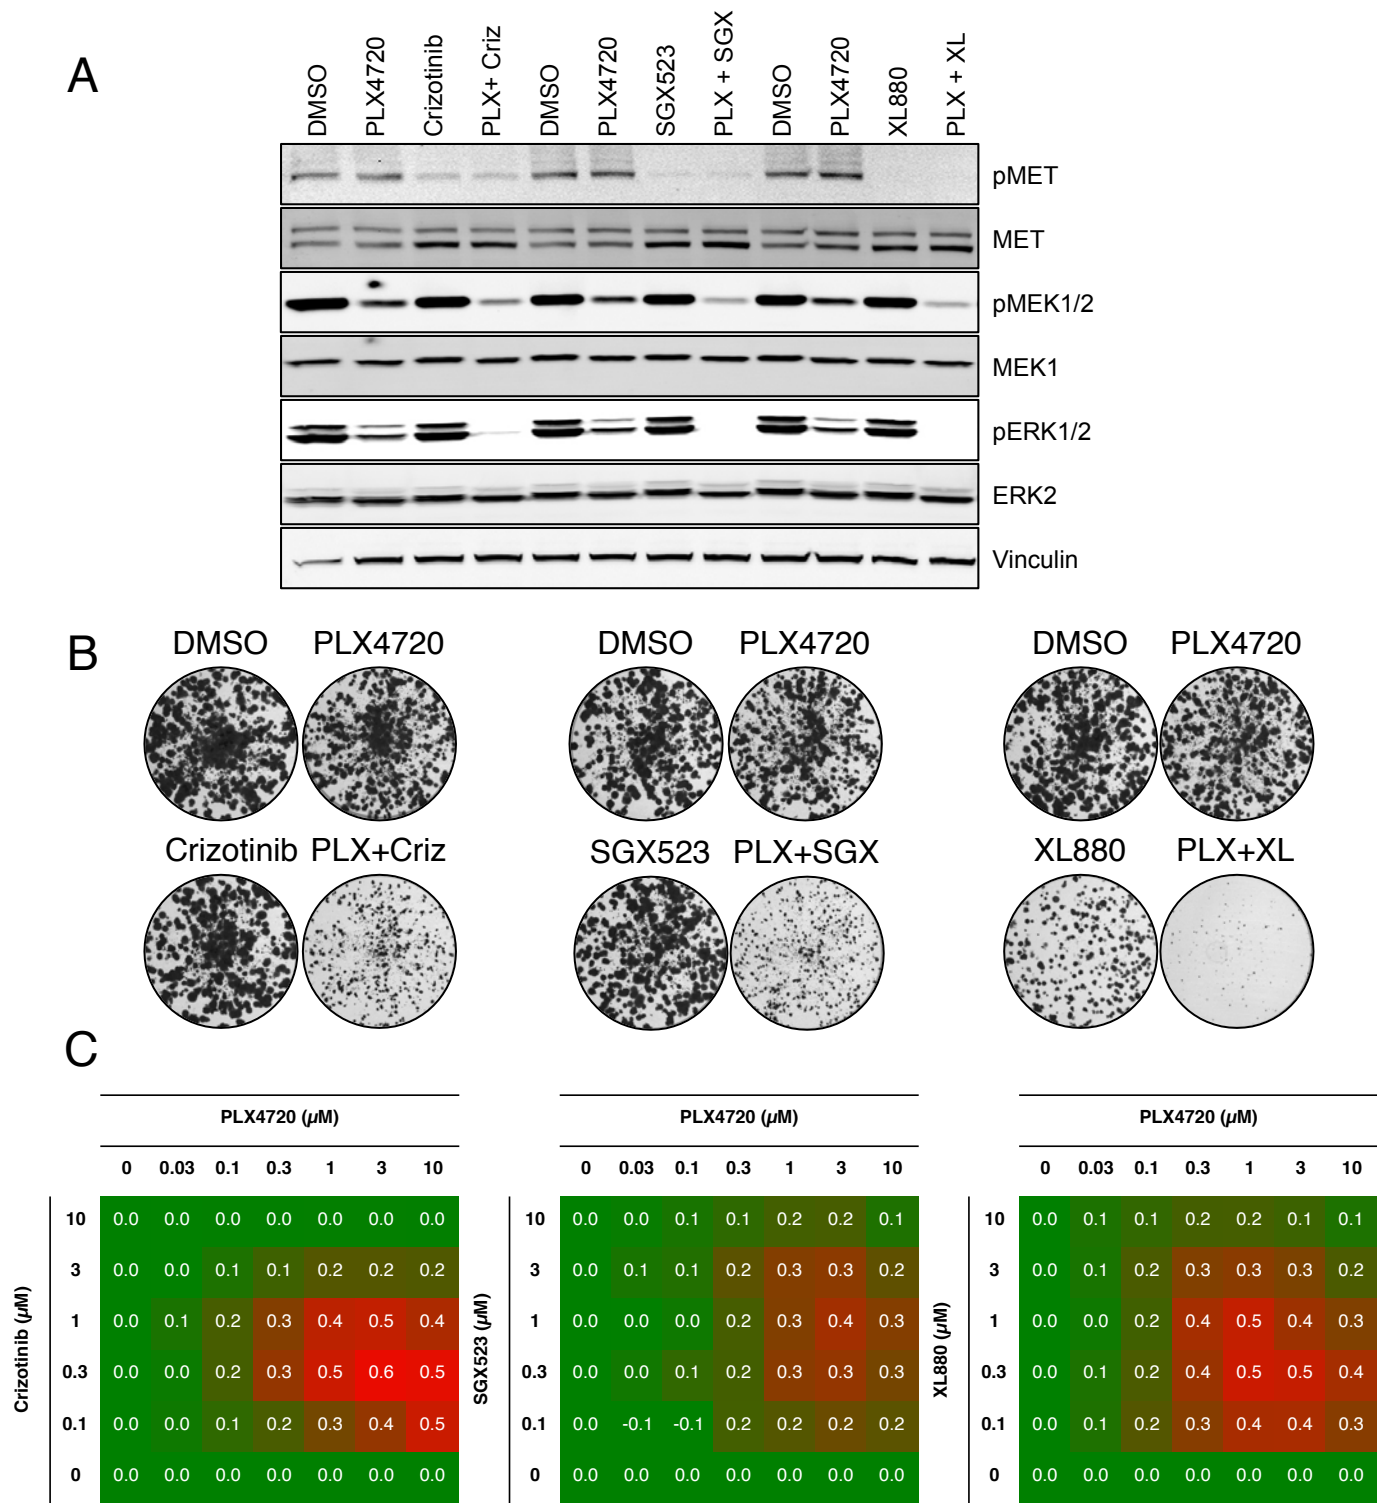 A
DMSO PLX4720 Crizotinib PLX+ Criz DMSO PLX4720 SGX523 PLX + SGX DMSO PLX4720 XL880 PLX + XL
pMET
MET
pMEK1/2
MEK1
pERK1/2
ERK2
Vinculin
B
DMSO PLX4720 DMSO PLX4720 DMSO PLX4720
Crizotinib PLX+Criz SGX523 PLX+SGX XL880 PLX+XL
C
PLX4720 (µM)
0 0.03 0.1 0.3 1 3 10
Crizotinib (µM)
10 0.0 0.0 0.0 0.0 0.0 0.0 0.0
3 0.0 0.0 0.1 0.1 0.2 0.2 0.2
1 0.0 0.1 0.2 0.3 0.4 0.5 0.4
0.3 0.0 0.0 0.2 0.3 0.5 0.6 0.5
0.1 0.0 0.0 0.1 0.2 0.3 0.4 0.5
0 0.0 0.0 0.0 0.0 0.0 0.0 0.0
PLX4720 (µM)
0 0.03 0.1 0.3 1 3 10
SGX523 (µM)
10 0.0 0.0 0.1 0.1 0.2 0.2 0.1
3 0.0 0.1 0.1 0.2 0.3 0.3 0.2
1 0.0 0.0 0.0 0.2 0.3 0.4 0.3
0.3 0.0 0.0 0.1 0.2 0.3 0.3 0.3
0.1 0.0 -0.1 -0.1 0.2 0.2 0.2 0.2
0 0.0 0.0 0.0 0.0 0.0 0.0 0.0
PLX4720 (µM)
0 0.03 0.1 0.3 1 3 10
XL880 (µM)
10 0.0 0.1 0.1 0.2 0.2 0.1 0.1
3 0.0 0.1 0.2 0.3 0.3 0.3 0.2
1 0.0 0.0 0.2 0.4 0.5 0.4 0.3
0.3 0.0 0.1 0.2 0.4 0.5 0.5 0.4
0.1 0.0 0.1 0.2 0.3 0.4 0.4 0.3
0 0.0 0.0 0.0 0.0 0.0 0.0 0.0